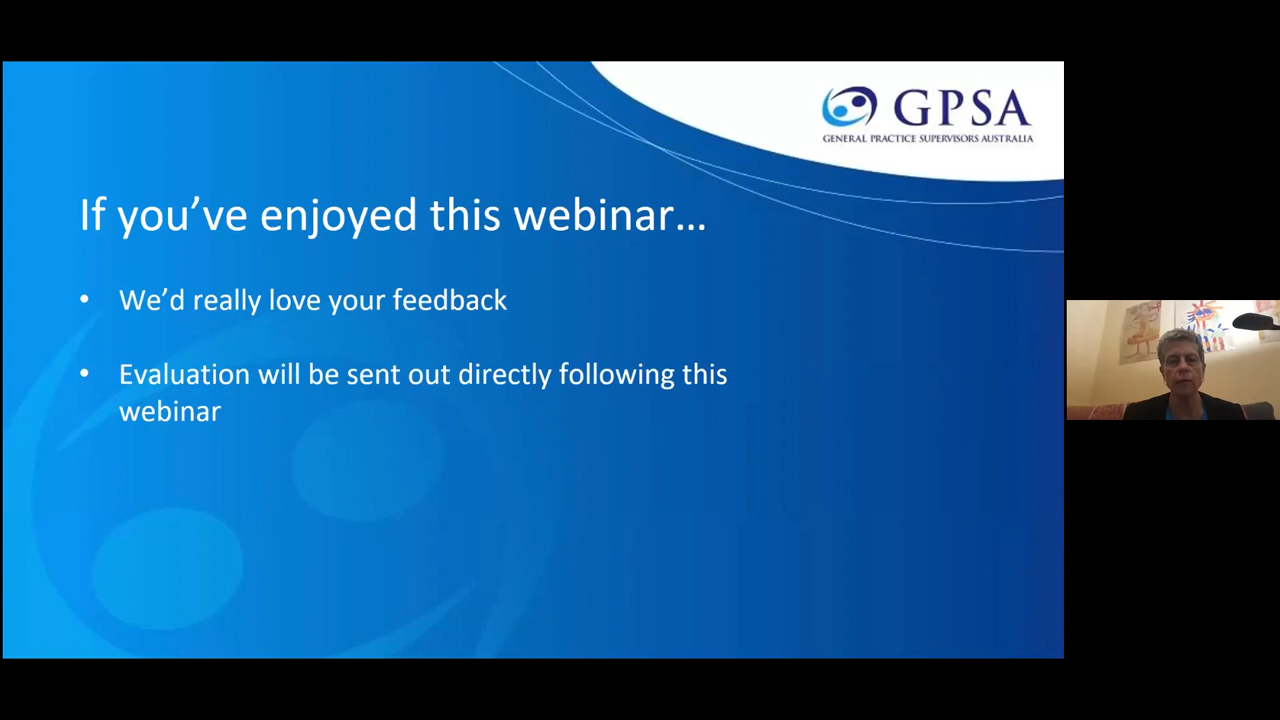 GPSA
GENERAL PRACTICE SUPERVISORS AUSTRALIA
If you’ve enjoyed this webinar…
• We’d really love your feedback
• Evaluation will be sent out directly following this
webinar